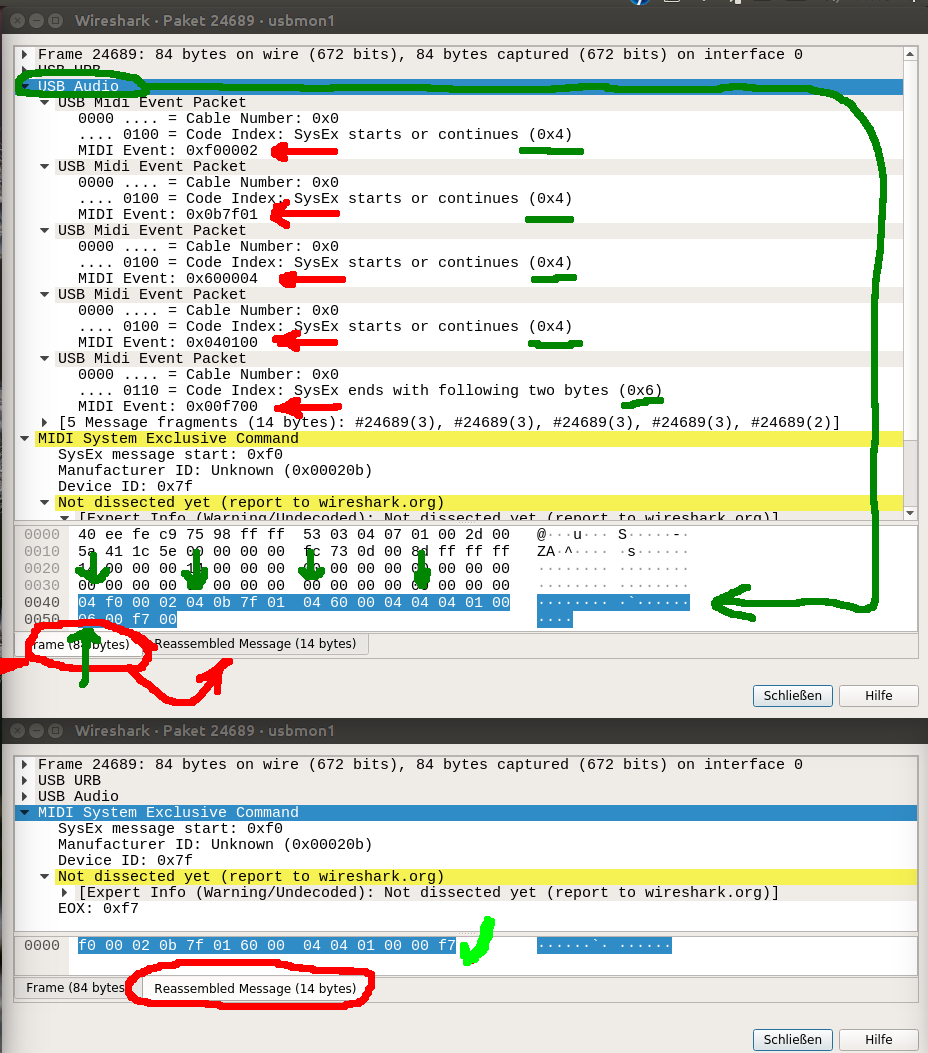 Wireshark · Paket 24689 · usbmon1
Frame 24689: 84 bytes on wire (672 bits), 84 bytes captured (672 bits) on interface 0
USB URB
USB Audio
USB Midi Event Packet
0000 .... = Cable Number: 0x0
.... 0100 = Code Index: SysEx starts or continues (0x4)
MIDI Event: 0xf00002
USB Midi Event Packet
0000 .... = Cable Number: 0x0
.... 0100 = Code Index: SysEx starts or continues (0x4)
MIDI Event: 0x0b7f01
USB Midi Event Packet
0000 .... = Cable Number: 0x0
.... 0100 = Code Index: SysEx starts or continues (0x4)
MIDI Event: 0x600004
USB Midi Event Packet
0000 .... = Cable Number: 0x0
.... 0100 = Code Index: SysEx starts or continues (0x4)
MIDI Event: 0x040100
USB Midi Event Packet
0000 .... = Cable Number: 0x0
.... 0110 = Code Index: SysEx ends with following two bytes (0x6)
MIDI Event: 0x00f700
[5 Message fragments (14 bytes): #24689(3), #24689(3), #24689(3), #24689(3), #24689(2)]
MIDI System Exclusive Command
SysEx message start: 0xf0
Manufacturer ID: Unknown (0x00020b)
Device ID: 0x7f
Not dissected yet (report to wireshark.org)
[Expert Info (Warning/Undecoded): Not dissected yet (report to wireshark.org)]
0000 40 ee fe c9 75 98 ff ff 53 03 04 07 01 00 2d 00 @··u··· S·····-·
0010 5a 41 1c 5e 00 00 00 00 fc 73 0d 00 8d ff ff ff ZA·^···· ·s······
0020 00 00 00 00 00 00 00 00 00 00 00 00 ········ ········
0030 00 00 00 00 00 00 00 00 00 00 00 00 ········ ········
0040 04 f0 00 02 04 0b 7f 01 04 60 00 04 04 04 01 00 ········ ·`······
0050 06 00 f7 00 ····
Frame (84 bytes) Reassembled Message (14 bytes)
Schließen Hilfe
Wireshark · Paket 24689 · usbmon1
Frame 24689: 84 bytes on wire (672 bits), 84 bytes captured (672 bits) on interface 0
USB URB
USB Audio
MIDI System Exclusive Command
SysEx message start: 0xf0
Manufacturer ID: Unknown (0x00020b)
Device ID: 0x7f
Not dissected yet (report to wireshark.org)
[Expert Info (Warning/Undecoded): Not dissected yet (report to wireshark.org)]
EOX: 0xf7
0000 f0 00 02 0b 7f 01 60 00 04 04 01 00 00 f7 ······`· ······
Frame (84 bytes Reassembled Message (14 bytes)
Schließen Hilfe